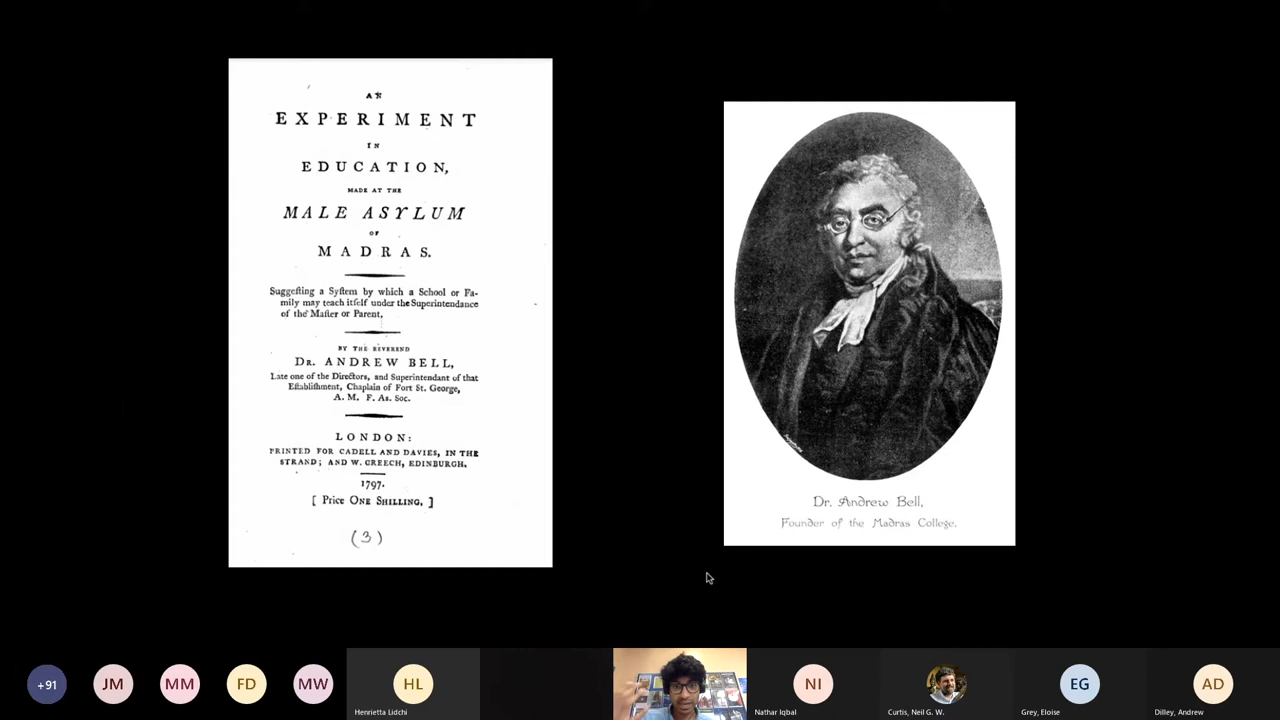 AN
EXPERIMENT
IN
EDUCATION,
MADE AT THE
MALE ASYLUM
OF
MADRAS.
Suggeſting a Syſtem by which a School or Fa-
mily may teach itſelf under the Superintendance
of the Maſter or Parent.
BY THE REVEREND
DR. ANDREW BELL,
Late one of the Directors, and Superintendant of that
Eſtabliſhment, Chaplain of Fort St. George,
A. M. F. As. Soc.
LONDON:
PRINTED FOR CADELL AND DAVIES, IN THE
STRAND; AND W. CREECH, EDINBURGH.
1797.
[ Price ONE SHILLING. ]
(3)
Dr. Andrew Bell,
Founder of the Madras College.
+91
JM
MM
FD
MW
HL
Henrietta Lidchi
NI
Nathar Iqbal
Curtis, Neil G. W.
EG
Grey, Eloise
AD
Dilley, Andrew